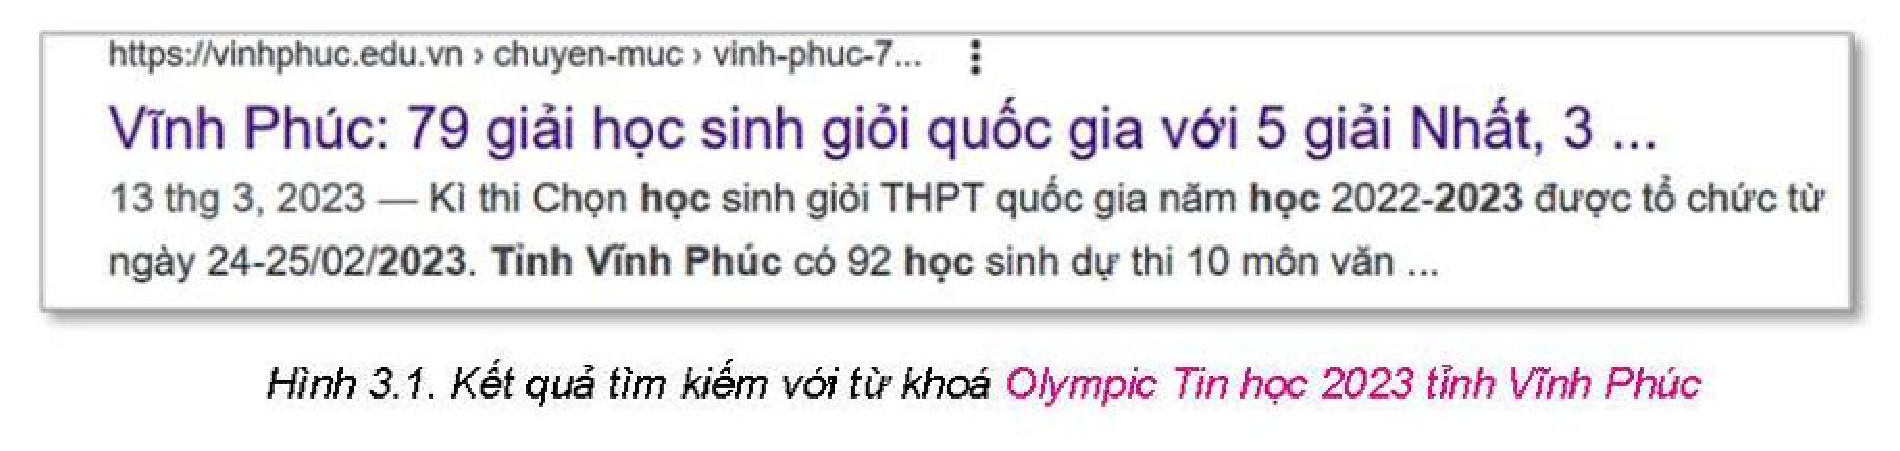 https://vinhphuc.edu.vn › chuyen-muc › vinh-phuc-7...
Vĩnh Phúc: 79 giải học sinh giỏi quốc gia với 5 giải Nhất, 3 ...
13 thg 3, 2023 — Kì thi Chọn học sinh giỏi THPT quốc gia năm học 2022-2023 được tổ chức từ
ngày 24-25/02/2023. Tỉnh Vĩnh Phúc có 92 học sinh dự thi 10 môn văn ...
Hình 3.1. Kết quả tìm kiếm với từ khoá Olympic Tin học 2023 tỉnh Vĩnh Phúc